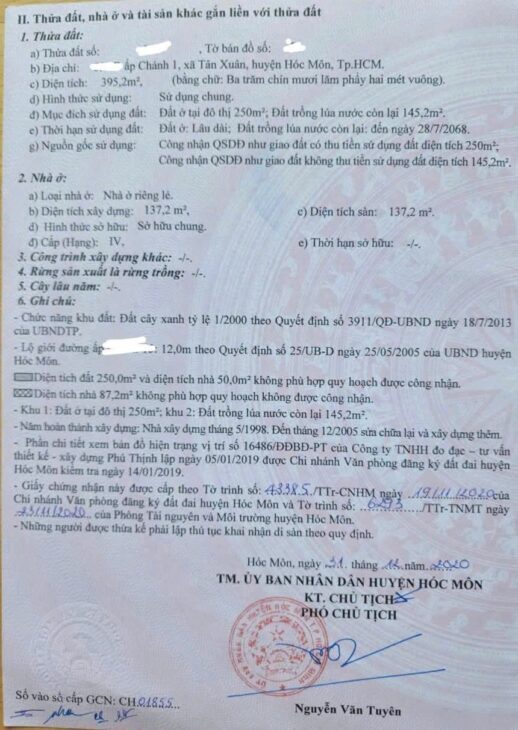 II. Thửa đất, nhà ở và tài sản khác gắn liền với thửa đất
1. Thửa đất:
a) Thửa đất số: , Tờ bản đồ số:
b) Địa chỉ: ấp Chánh 1, xã Tân Xuân, huyện Hóc Môn, Tp.HCM.
c) Diện tích: 395,2m², (bằng chữ: Ba trăm chín mươi lăm phẩy hai mét vuông).
d) Hình thức sử dụng: Sử dụng chung.
đ) Mục đích sử dụng đất: Đất ở tại đô thị 250m²; Đất trồng lúa nước còn lại 145,2m².
e) Thời hạn sử dụng đất: Đất ở: Lâu dài; Đất trồng lúa nước còn lại: đến ngày 28/7/2068.
g) Nguồn gốc sử dụng: Công nhận QSDĐ như giao đất có thu tiền sử dụng đất diện tích 250m²;
Công nhận QSDĐ như giao đất không thu tiền sử dụng đất diện tích 145,2m².
2. Nhà ở:
a) Loại nhà ở: Nhà ở riêng lẻ.
b) Diện tích xây dựng: 137,2 m², c) Diện tích sàn: 137,2 m².
d) Hình thức sở hữu: Sở hữu chung.
đ) Cấp (Hạng): IV, e) Thời hạn sở hữu: -/-.
3. Công trình xây dựng khác: -/-.
4. Rừng sản xuất là rừng trồng: -/-.
5. Cây lâu năm: -/-.
6. Ghi chú:
- Chức năng khu đất: Đất cây xanh tỷ lệ 1/2000 theo Quyết định số 3911/QĐ-UBND ngày 18/7/2013
của UBNDTP.
- Lộ giới đường ấp 12,0m theo Quyết định số 25/UB-D ngày 25/05/2005 của UBND huyện
Hóc Môn.
Diện tích đất 250,0m² và diện tích nhà 50,0m² không phù hợp quy hoạch được công nhận.
Diện tích nhà 87,2m² không phù hợp quy hoạch không được công nhận.
- Khu 1: Đất ở tại đô thị 250m²; khu 2: Đất trồng lúa nước còn lại 145,2m².
- Năm hoàn thành xây dựng: Nhà xây dựng tháng 5/1998. Đến tháng 12/2005 sửa chữa lại và xây dựng thêm.
- Phần chi tiết xem bản đồ hiện trạng vị trí số 16486/ĐĐBĐ-PT của Công ty TNHH đo đạc – tư vấn
thiết kế - xây dựng Phú Thịnh lập ngày 05/01/2019 được Chi nhánh Văn phòng đăng ký đất đai huyện
Hóc Môn kiểm tra ngày 14/01/2019.
- Giấy chứng nhận này được cấp theo Tờ trình số: 43385./TTr-CNHM ngày 19/11/2020 của
Chi nhánh Văn phòng đăng ký đất đai huyện Hóc Môn và Tờ trình số: 6293 /TTr-TNMT ngày
23/11/2020 của Phòng Tài nguyên và Môi trường huyện Hóc Môn.
- Những người được thừa kế phải lập thủ tục khai nhận di sản theo quy định.
Hóc Môn, ngày 31 tháng 12 năm 2020
TM. ỦY BAN NHÂN DÂN HUYỆN HÓC MÔN
KT. CHỦ TỊCH
PHÓ CHỦ TỊCH
Số vào sổ cấp GCN: CH 01855
Nguyễn Văn Tuyên